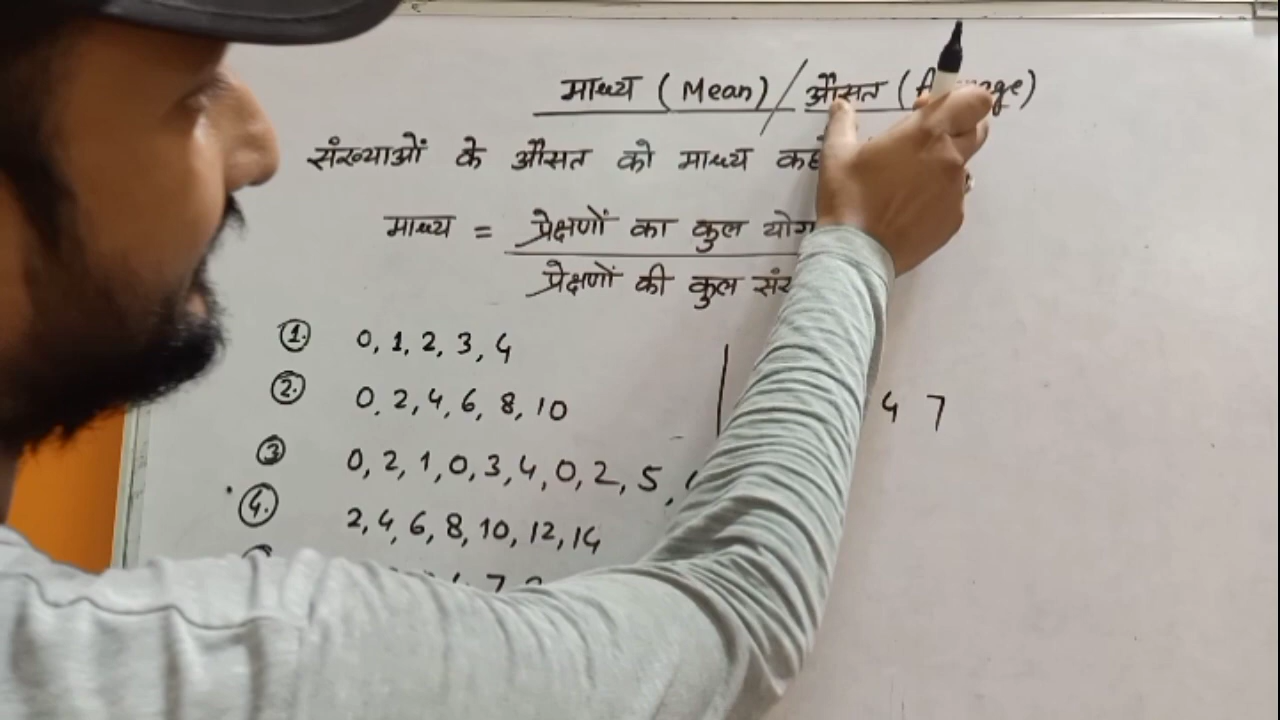 माध्य (Mean) / औसत (
संख्याओं के औसत को माध्य
माध्य = प्रेक्षणों का कुल योग
प्रेक्षणों की कुल
1. 0, 1, 2, 3, 4
2. 0, 2, 4, 6, 8, 10
4 7
3 0, 2, 1, 0, 3, 4, 0, 2, 5,
4. 2, 4, 6, 8, 10, 12, 14